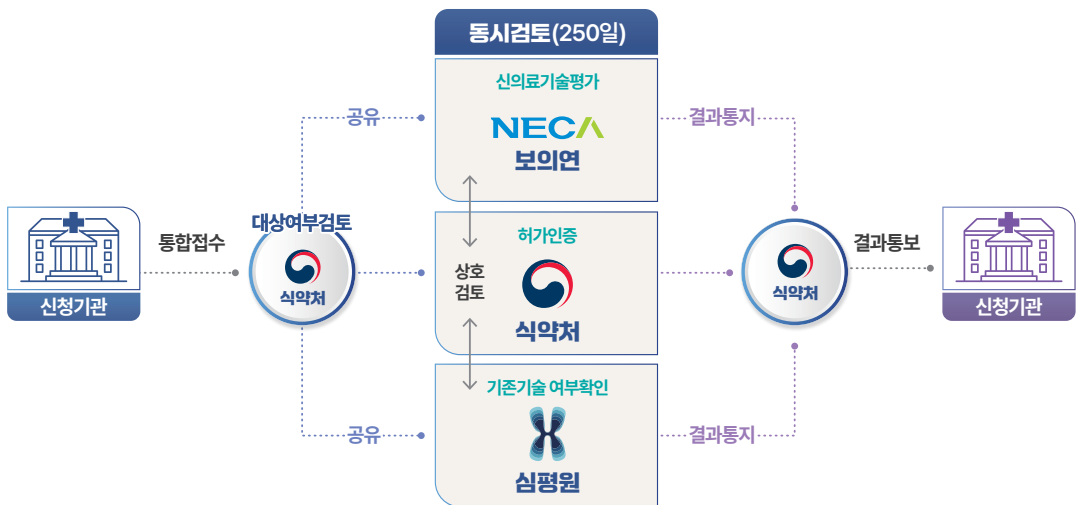 동시검토(250일)
신의료기술평가
NECA
보의연
공유
결과통지
신청기관
통합접수
대상여부검토
식약처
허가인증
상호
검토
식약처
식약처
결과통보
신청기관
기존기술 여부확인
심평원
공유
결과통지